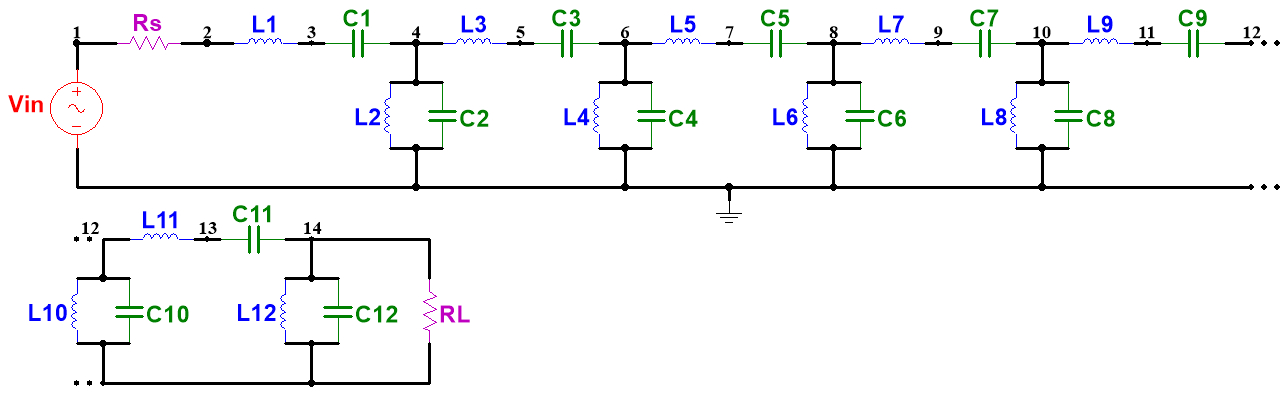 Rs L1 C1 L3 C3 L5 C5 L7 C7 L9 C9
1 2 3 4 5 6 7 8 9 10 11 12
Vin + − L2 C2 L4 C4 L6 C6 L8 C8
12 L11 13 C11 14
L10 C10 L12 C12 RL